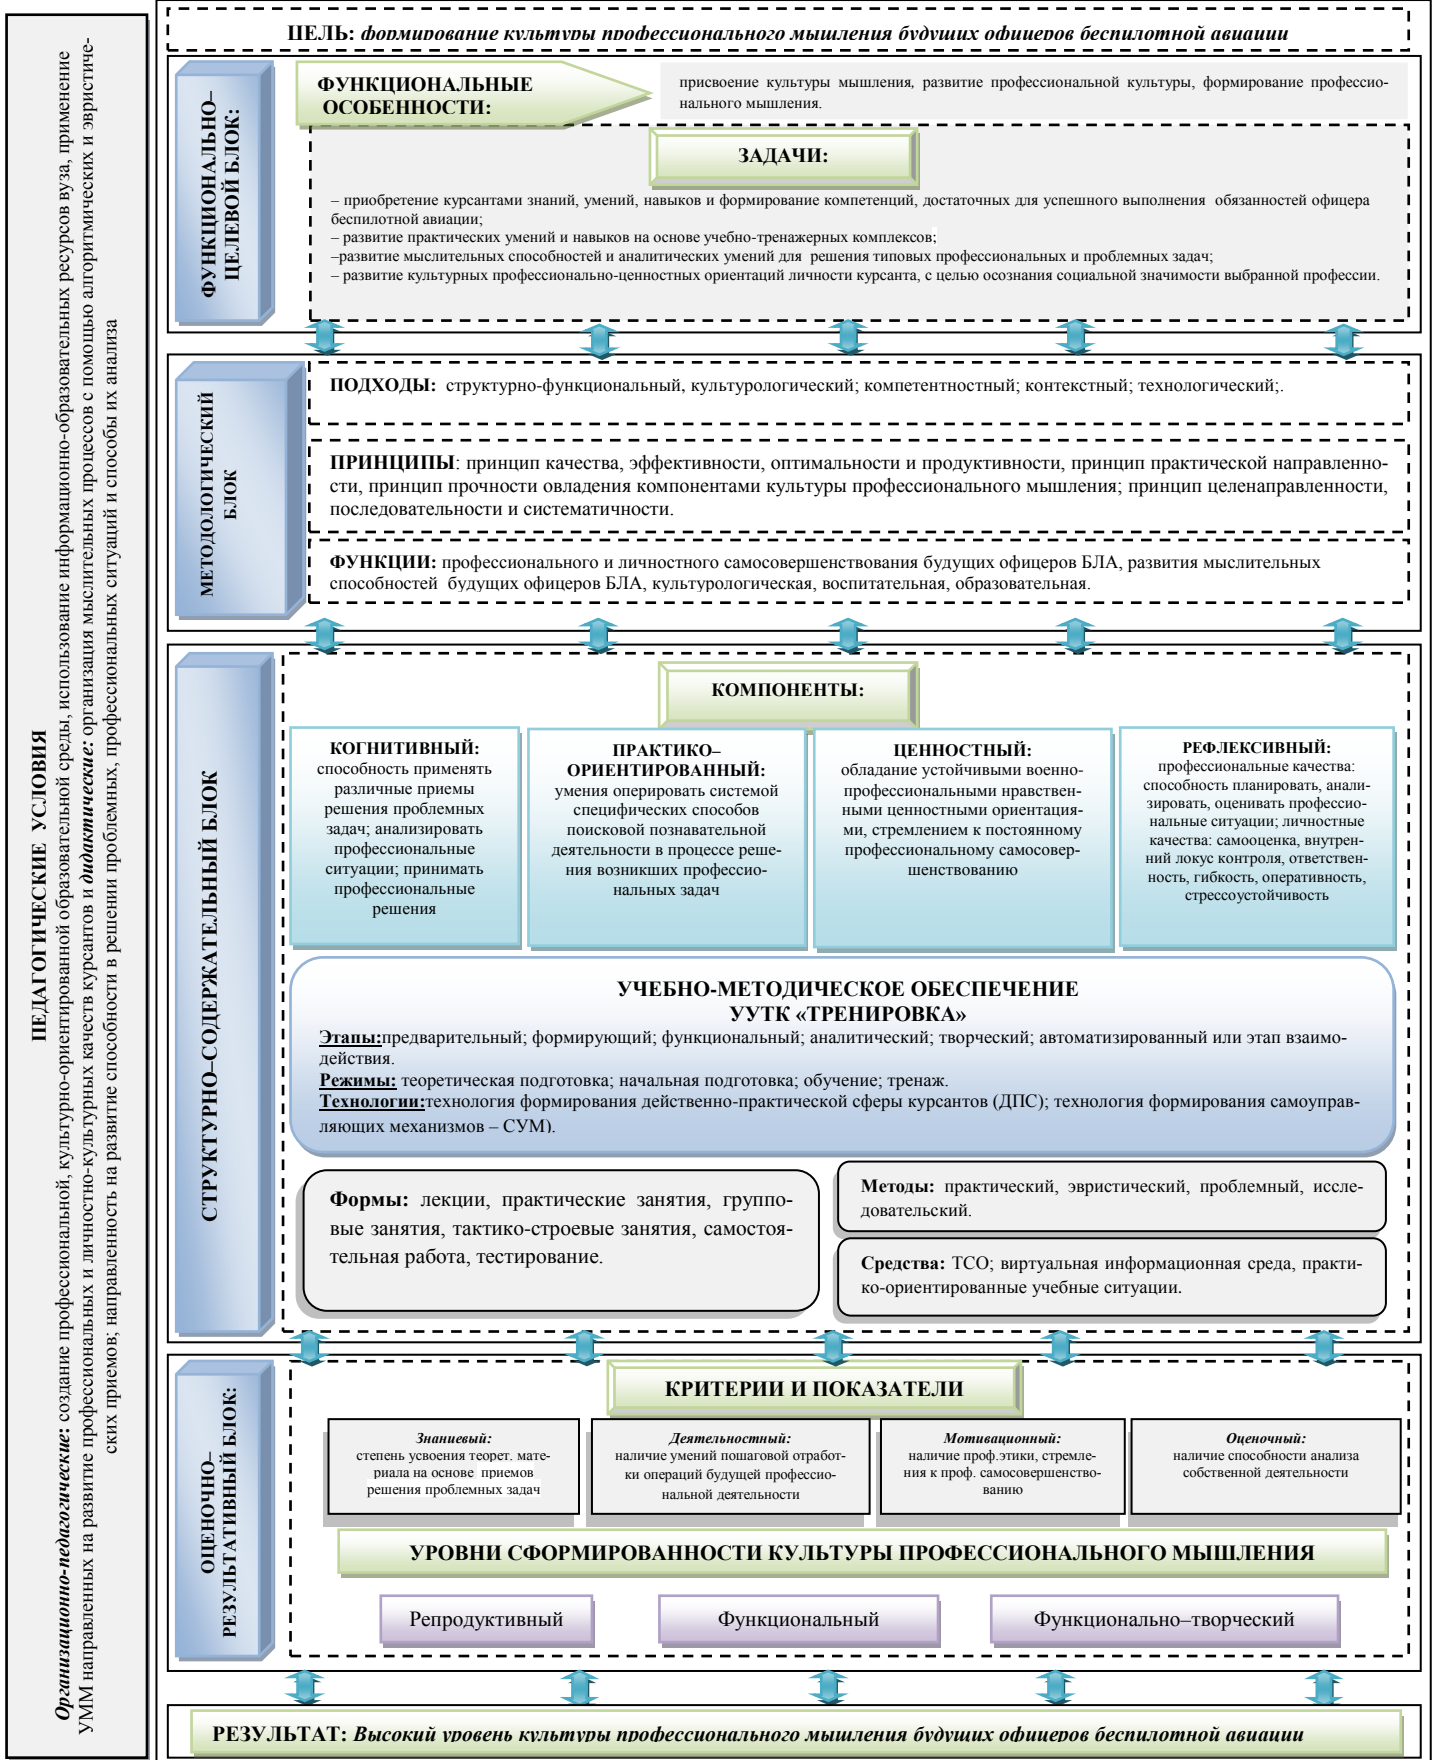 ПЕДАГОГИЧЕСКИЕ УСЛОВИЯ
Организационно-педагогические: создание профессиональной, культурно-ориентированной образовательной среды, использование информационно-образовательных ресурсов вуза, применение
УММ направленных на развитие профессиональных и личностно-культурных качеств курсантов и дидактические: организация мыслительных процессов с помощью алгоритмических и эвристиче-
ских приемов; направленность на развитие способности в решении проблемных, профессиональных ситуаций и способы их анализа
ЦЕЛЬ: формирование культуры профессионального мышления будущих офицеров беспилотной авиации
ФУНКЦИОНАЛЬНО–
ЦЕЛЕВОЙ БЛОК:
ФУНКЦИОНАЛЬНЫЕ
ОСОБЕННОСТИ:
присвоение культуры мышления, развитие профессиональной культуры, формирование профессио-
нального мышления.
ЗАДАЧИ:
– приобретение курсантами знаний, умений, навыков и формирование компетенций, достаточных для успешного выполнения обязанностей офицера
беспилотной авиации;
– развитие практических умений и навыков на основе учебно-тренажерных комплексов;
–развитие мыслительных способностей и аналитических умений для решения типовых профессиональных и проблемных задач;
– развитие культурных профессионально-ценностных ориентаций личности курсанта, с целью осознания социальной значимости выбранной профессии.
МЕТОДОЛОГИЧЕСКИЙ
БЛОК
ПОДХОДЫ: структурно-функциональный, культурологический; компетентностный; контекстный; технологический;.
ПРИНЦИПЫ: принцип качества, эффективности, оптимальности и продуктивности, принцип практической направленно-
сти, принцип прочности овладения компонентами культуры профессионального мышления; принцип целенаправленности,
последовательности и систематичности.
ФУНКЦИИ: профессионального и личностного самосовершенствования будущих офицеров БЛА, развития мыслительных
способностей будущих офицеров БЛА, культурологическая, воспитательная, образовательная.
СТРУКТУРНО–СОДЕРЖАТЕЛЬНЫЙ БЛОК
КОМПОНЕНТЫ:
КОГНИТИВНЫЙ:
способность применять
различные приемы
решения проблемных
задач; анализировать
профессиональные
ситуации; принимать
профессиональные
решения
ПРАКТИКО–
ОРИЕНТИРОВАННЫЙ:
умения оперировать системой
специфических способов
поисковой познавательной
деятельности в процессе реше-
ния возникших профессио-
нальных задач
ЦЕННОСТНЫЙ:
обладание устойчивыми военно-
профессиональными нравствен-
ными ценностными ориентация-
ми, стремлением к постоянному
профессиональному самосовер-
шенствованию
РЕФЛЕКСИВНЫЙ:
профессиональные качества:
способность планировать, анали-
зировать, оценивать профессио-
нальные ситуации; личностные
качества: самооценка, внутрен-
ний локус контроля, ответствен-
ность, гибкость, оперативность,
стрессоустойчивость
УЧЕБНО-МЕТОДИЧЕСКОЕ ОБЕСПЕЧЕНИЕ
УУТК «ТРЕНИРОВКА»
Этапы:предварительный; формирующий; функциональный; аналитический; творческий; автоматизированный или этап взаимо-
действия.
Режимы: теоретическая подготовка; начальная подготовка; обучение; тренаж.
Технологии:технология формирования действенно-практической сферы курсантов (ДПС); технология формирования самоуправ-
ляющих механизмов – СУМ).
Формы: лекции, практические занятия, группо-
вые занятия, тактико-строевые занятия, самостоя-
тельная работа, тестирование.
Методы: практический, эвристический, проблемный, иссле-
довательский.
Средства: ТСО; виртуальная информационная среда, практи-
ко-ориентированные учебные ситуации.
ОЦЕНОЧНО–
РЕЗУЛЬТАТИВНЫЙ БЛОК:
КРИТЕРИИ И ПОКАЗАТЕЛИ
Знаниевый:
степень усвоения теорет. мате-
риала на основе приемов
решения проблемных задач
Деятельностный:
наличие умений пошаговой отработ-
ки операций будущей профессио-
нальной деятельности
Мотивационный:
наличие проф.этики, стремле-
ния к проф. самосовершенство-
ванию
Оценочный:
наличие способности анализа
собственной деятельности
УРОВНИ СФОРМИРОВАННОСТИ КУЛЬТУРЫ ПРОФЕССИОНАЛЬНОГО МЫШЛЕНИЯ
Репродуктивный
Функциональный
Функционально–творческий
РЕЗУЛЬТАТ: Высокий уровень культуры профессионального мышления будущих офицеров беспилотной авиации